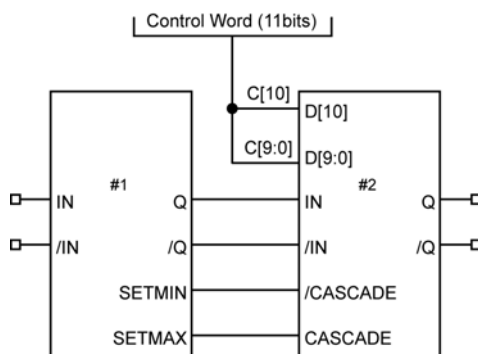 Control Word (11bits)
C[10]
D[10]
C[9:0]
D[9:0]
#1
#2
IN
Q
IN
Q
/IN
/Q
/IN
/Q
SETMIN
/CASCADE
SETMAX
CASCADE